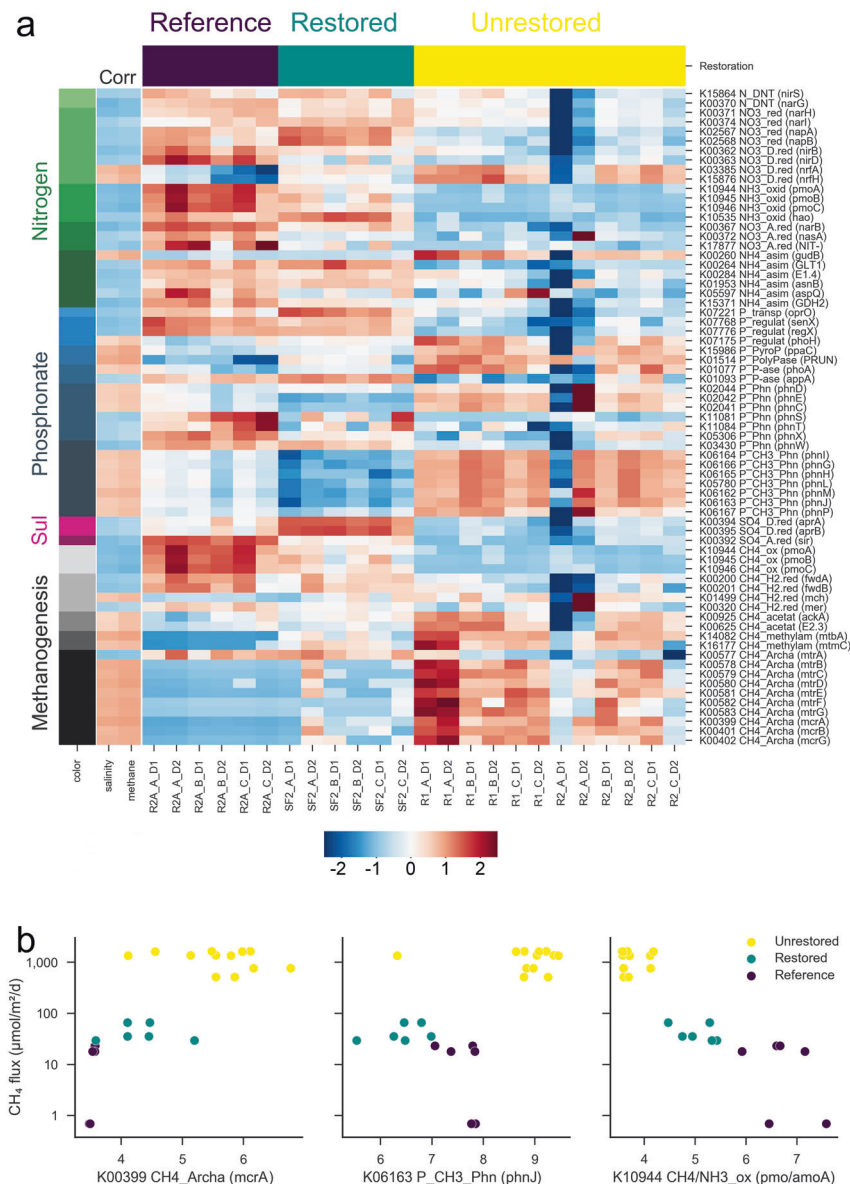 a
Reference Restored Unrestored
Corr
Restoration
K15864 N_DNT (nirS)
K00370 N_DNT (narG)
K00371 NO3_red (narH)
K00374 NO3_red (narI)
K02567 NO3_red (napA)
K02568 NO3_red (napB)
K00362 NO3_D.red (nirB)
K00363 NO3_D.red (nirD)
K03385 NO3_D.red (nrfA)
K15876 NO3_D.red (nrfH)
K10944 NH3_oxid (pmoA)
K10945 NH3_oxid (pmoB)
K10946 NH3_oxid (pmoC)
K10535 NH3_oxid (hao)
K00367 NO3_A.red (narB)
K00372 NO3_A.red (nasA)
K17877 NO3_A.red (NIT-)
K00260 NH4_asim (gudB)
K00264 NH4_asim (GLT1)
K00284 NH4_asim (E1.4)
K01953 NH4_asim (asnB)
K05597 NH4_asim (aspQ)
K15371 NH4_asim (GDH2)
K07221 P_transp (oprO)
K07768 P_regulat (senX)
K07776 P_regulat (regX)
K07175 P_regulat (phoH)
K15986 P_PyroP (ppaC)
K01514 P_PolyPase (PRUN)
K01077 P_P-ase (phoA)
K01093 P_P-ase (appA)
K02044 P_Phn (phnD)
K02042 P_Phn (phnE)
K02041 P_Phn (phnC)
K11081 P_Phn (phnS)
K11084 P_Phn (phnT)
K05306 P_Phn (phnX)
K03430 P_Phn (phnW)
K06164 P_CH3_Phn (phnI)
K06166 P_CH3_Phn (phnG)
K06165 P_CH3_Phn (phnH)
K05780 P_CH3_Phn (phnL)
K06162 P_CH3_Phn (phnM)
K06163 P_CH3_Phn (phnJ)
K06167 P_CH3_Phn (phnP)
K00394 SO4_D.red (aprA)
K00395 SO4_D.red (aprB)
K00392 SO4_A.red (sir)
K10944 CH4_ox (pmoA)
K10945 CH4_ox (pmoB)
K10946 CH4_ox (pmoC)
K00200 CH4_H2.red (fwdA)
K00201 CH4_H2.red (fwdB)
K01499 CH4_H2.red (mch)
K00320 CH4_H2.red (mer)
K00925 CH4_acetat (ackA)
K00625 CH4_acetat (E2.3)
K14082 CH4_methylam (mtbA)
K16177 CH4_methylam (mtmC)
K00577 CH4_Archa (mtrA)
K00578 CH4_Archa (mtrB)
K00579 CH4_Archa (mtrC)
K00580 CH4_Archa (mtrD)
K00581 CH4_Archa (mtrE)
K00582 CH4_Archa (mtrF)
K00583 CH4_Archa (mtrG)
K00399 CH4_Archa (mcrA)
K00401 CH4_Archa (mcrB)
K00402 CH4_Archa (mcrG)
Nitrogen
Phosphonate
Sul
Methanogenesis
color
salinity
methane
R2A_A_D1
R2A_A_D2
R2A_B_D1
R2A_B_D2
R2A_C_D1
R2A_C_D2
SF2_A_D1
SF2_A_D2
SF2_B_D1
SF2_B_D2
SF2_C_D1
SF2_C_D2
R1_A_D1
R1_A_D2
R1_B_D1
R1_B_D2
R1_C_D1
R1_C_D2
R2_A_D1
R2_A_D2
R2_B_D1
R2_B_D2
R2_C_D1
R2_C_D2
-2 -1 0 1 2
b
CH₄ flux (μmol/m²/d)
1,000
100
10
1
Unrestored
Restored
Reference
4 5 6
K00399 CH4_Archa (mcrA)
6 7 8 9
K06163 P_CH3_Phn (phnJ)
4 5 6 7
K10944 CH4/NH3_ox (pmo/amoA)